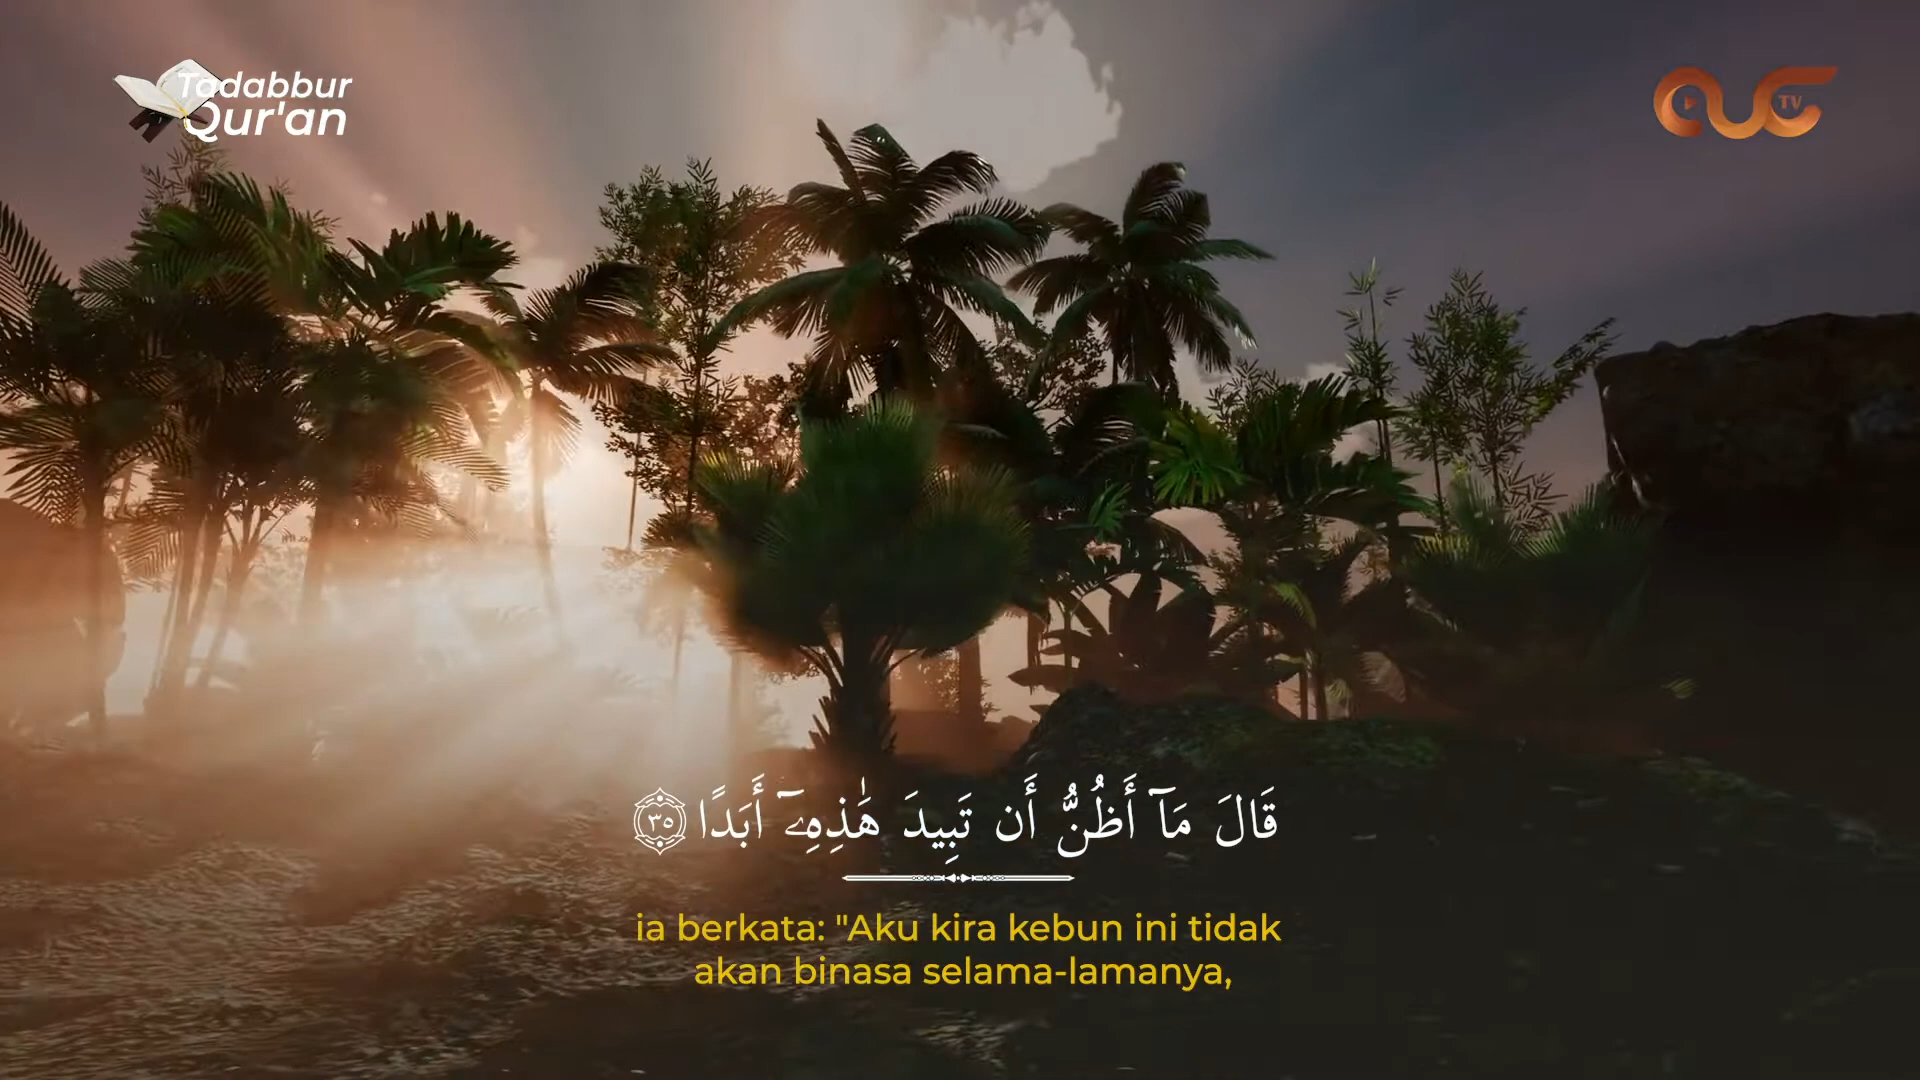 Tadabbur
Qur'an
TV
قَالَ مَآ أَظُنُّ أَن تَبِيدَ هَٰذِهِۦٓ أَبَدًا ٣٥
ia berkata: "Aku kira kebun ini tidak
akan binasa selama-lamanya,